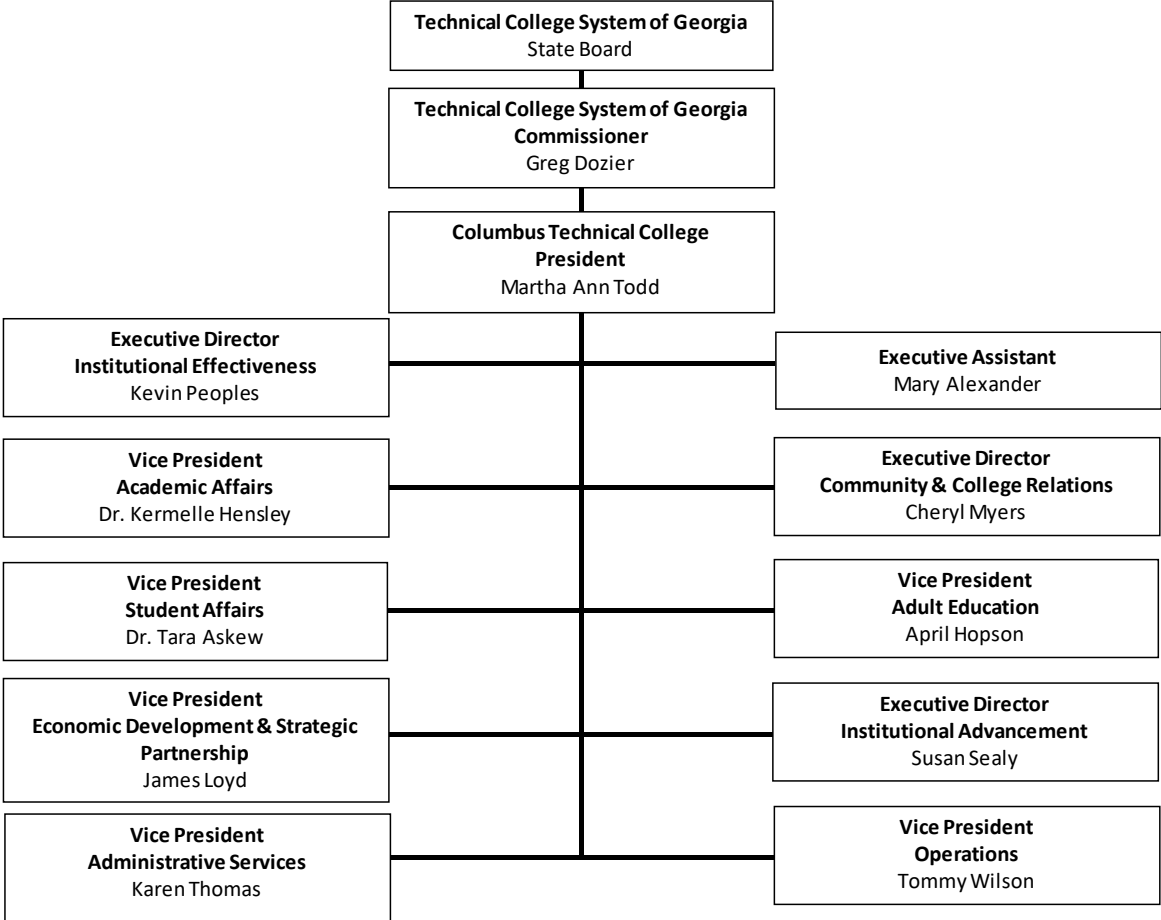 Technical College System of Georgia
State Board
Technical College System of Georgia
Commissioner
Greg Dozier
Columbus Technical College
President
Martha Ann Todd
Executive Director
Institutional Effectiveness
Kevin Peoples
Executive Assistant
Mary Alexander
Vice President
Academic Affairs
Dr. Kermelle Hensley
Executive Director
Community & College Relations
Cheryl Myers
Vice President
Student Affairs
Dr. Tara Askew
Vice President
Adult Education
April Hopson
Vice President
Economic Development & Strategic
Partnership
James Loyd
Executive Director
Institutional Advancement
Susan Sealy
Vice President
Administrative Services
Karen Thomas
Vice President
Operations
Tommy Wilson